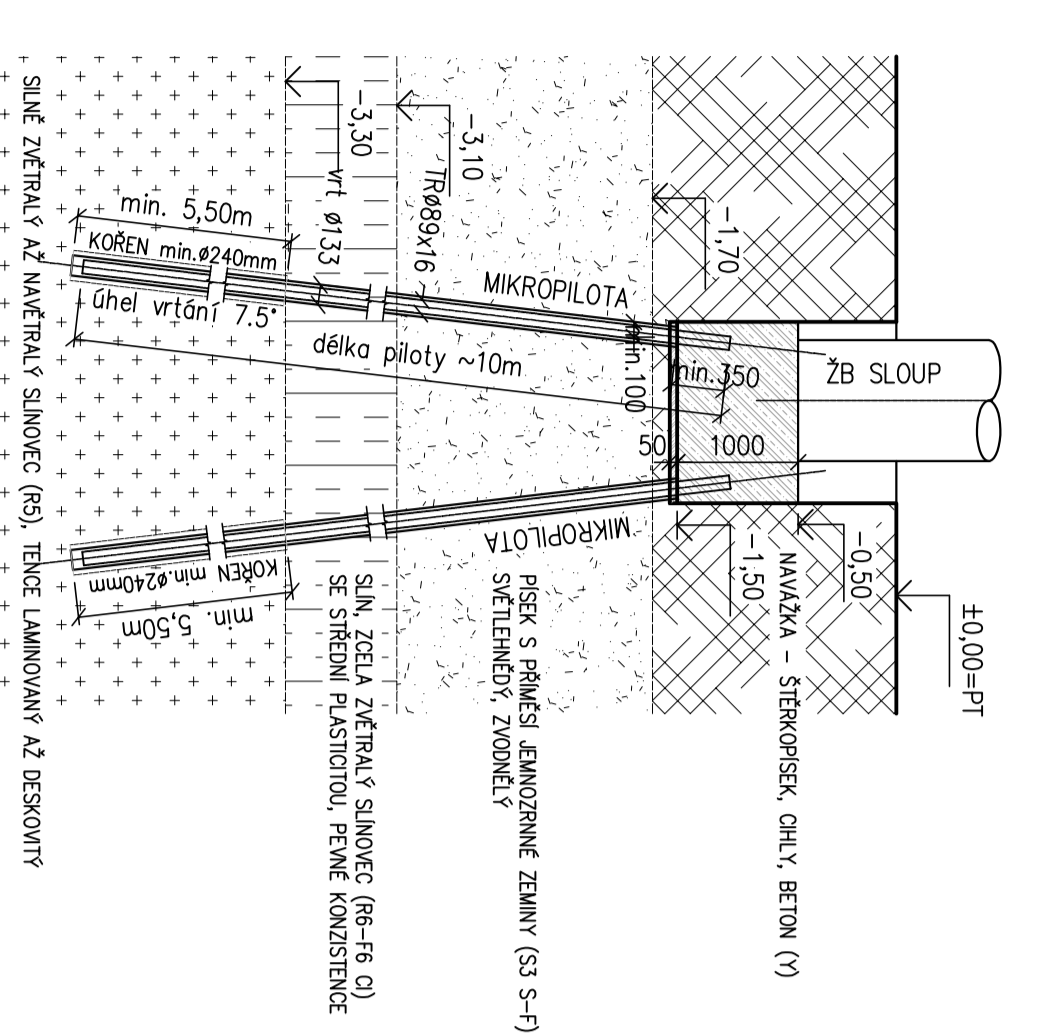 ±0,00=PT
-0,50
NAVÁŽKA - ŠTĚRKOPÍSEK, CIHLY, BETON (Y)
-1,50
-1,70
ŽB SLOUP
min.350
min.100
50
1000
MIKROPILOTA
MIKROPILOTA
PÍSEK S PŘÍMĚSÍ JEMNOZRNNÉ ZEMINY (S3 S-F)
SVĚTLEHNĚDÝ, ZVODNĚLÝ
-3,10
TRø89x16
délka piloty ~10m
-3,30
vrt ø133
SLÍN, ZCELA ZVĚTRALÝ SLÍNOVEC (R6-F6 CI)
SE STŘEDNÍ PLASTICITOU, PEVNÉ KONZISTENCE
min. 5,50m
KOŘEN min.ø240mm
úhel vrtání 7.5°
KOŘEN min.ø240mm
min. 5,50m
SILNĚ ZVĚTRALÝ AŽ NAVĚTRALÝ SLÍNOVEC (R5), TENCE LAMINOVANÝ AŽ DESKOVITÝ